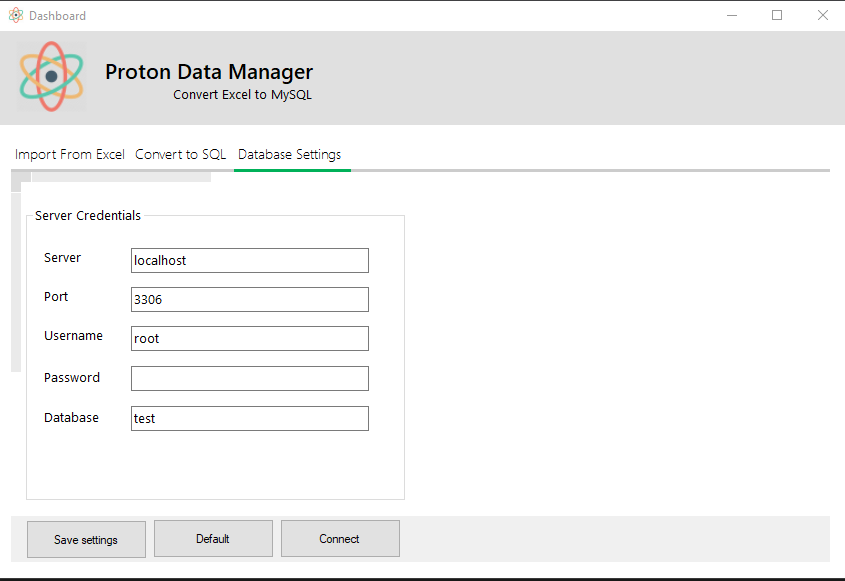 Dashboard
Proton Data Manager
Convert Excel to MySQL
Import From Excel Convert to SQL Database Settings
Server Credentials
Server localhost
Port 3306
Username root
Password
Database test
Save settings Default Connect